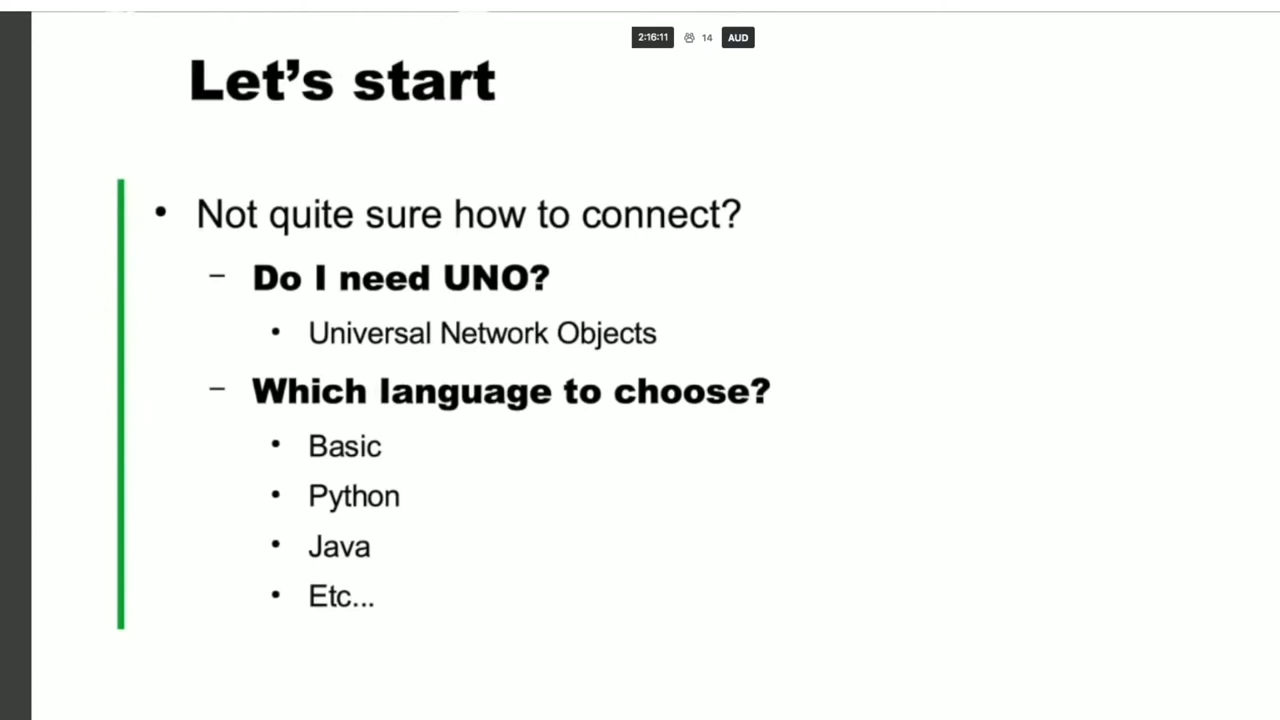 2:16:11 14 AUD
Let's start
• Not quite sure how to connect?
– Do I need UNO?
• Universal Network Objects
– Which language to choose?
• Basic
• Python
• Java
• Etc...